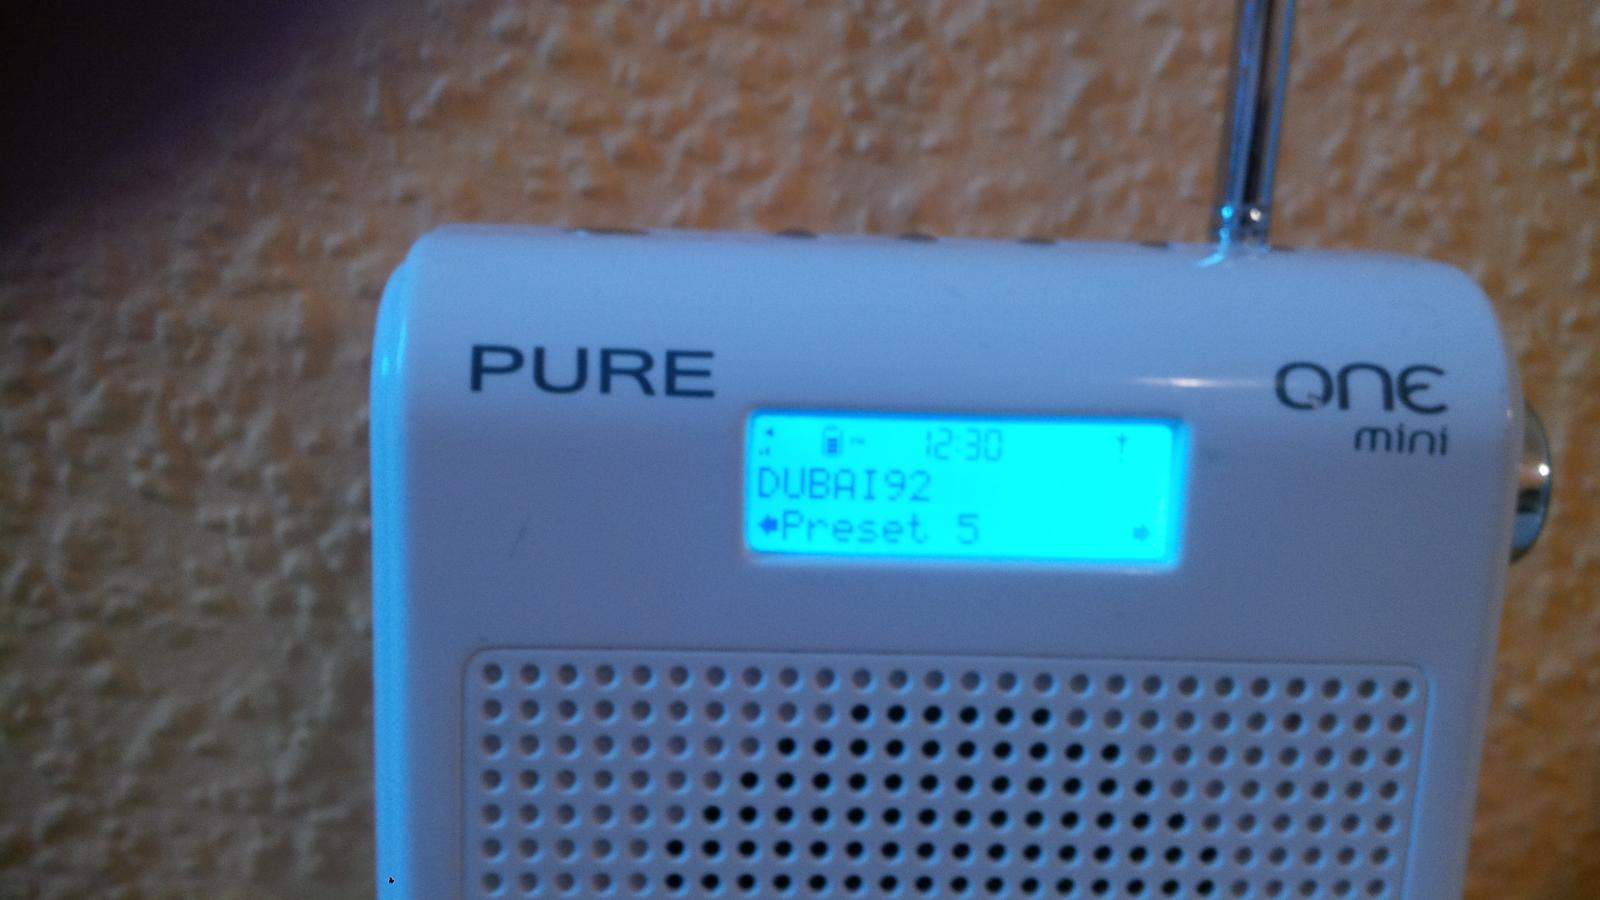 PURE
ONE
mini
12:30
DUBAI92
Preset 5